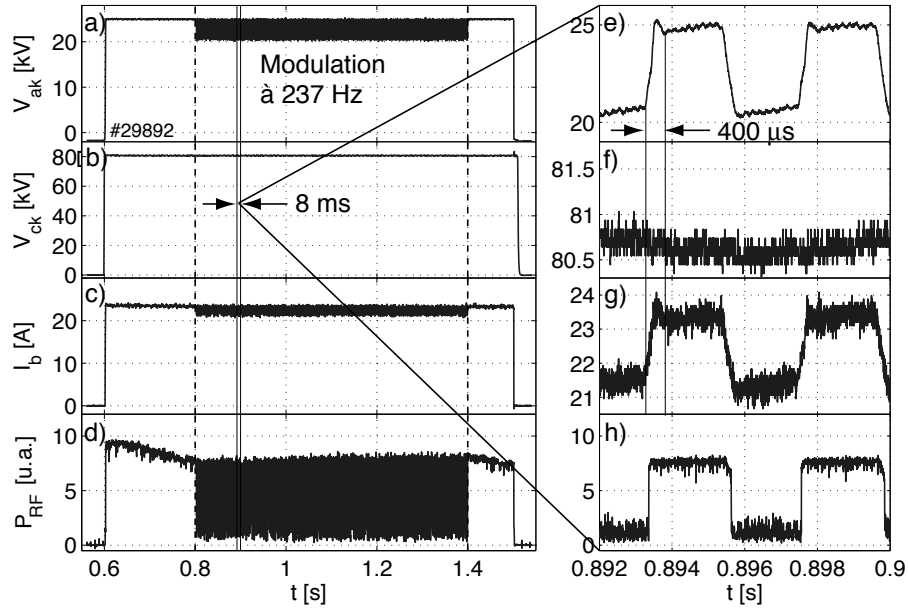 a)
V_ak [kV]
20
10
0
Modulation
à 237 Hz
#29892
b)
V_ck [kV]
80
60
40
20
0
8 ms
c)
I_b [A]
20
10
0
d)
P_RF [u.a.]
10
5
0
0.6 0.8 1 1.2 1.4
t [s]
e)
25
20
400 µs
f)
81.5
81
80.5
g)
24
23
22
21
h)
10
5
0
0.892 0.894 0.896 0.898 0.9
t [s]